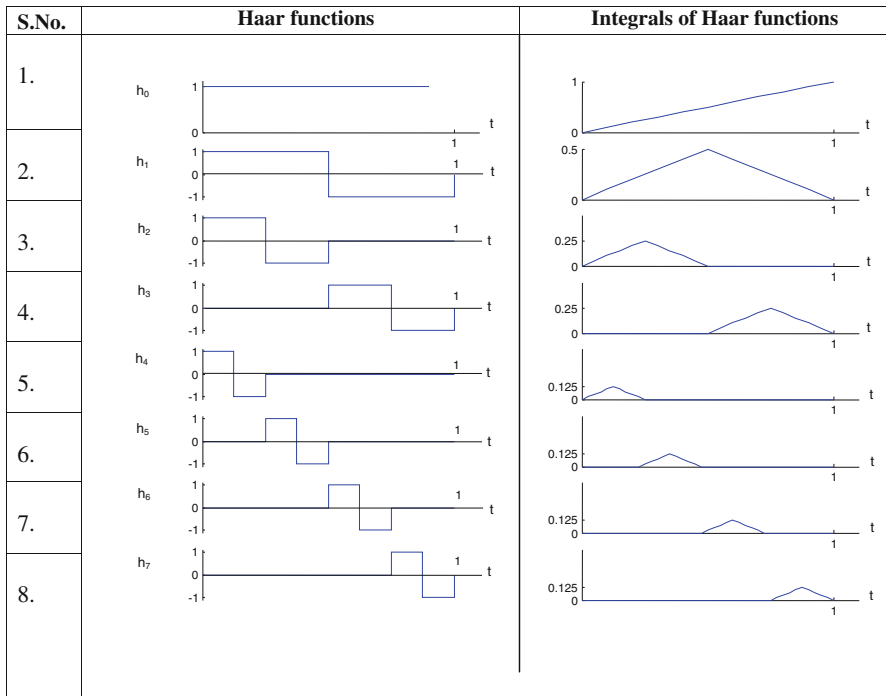 S.No. Haar functions Integrals of Haar functions
1.
h0 1 0 t 1
1 0 t 1
2.
h1 1 0 -1 1 t
0.5 0 1 t
3.
h2 1 0 -1 1 t
0.25 0 1 t
4.
h3 1 0 -1 1 t
0.25 0 1 t
5.
h4 1 0 -1 1 t
0.125 0 1 t
6.
h5 1 0 -1 1 t
0.125 0 1 t
7.
h6 1 0 -1 1 t
0.125 0 1 t
8.
h7 1 0 -1 1 t
0.125 0 1 t